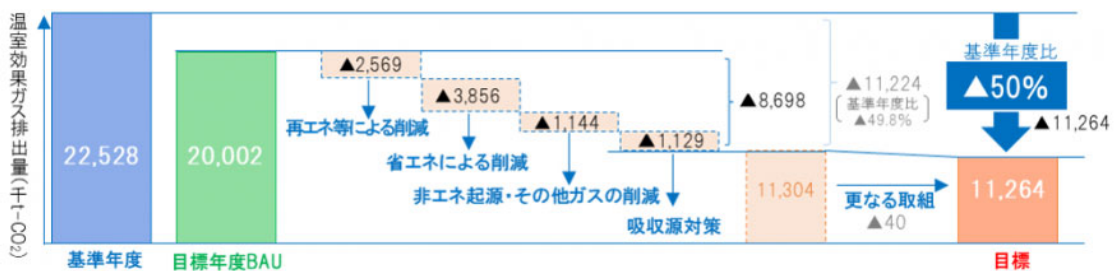 温室効果ガス排出量(千t-CO₂)
22,528
基準年度
20,002
目標年度BAU
▲2,569
再エネ等による削減
▲3,856
省エネによる削減
▲1,144
非エネ起源・その他ガスの削減
▲1,129
吸収源対策
▲8,698
11,304
▲11,224
基準年度比
▲49.8%
更なる取組
▲40
基準年度比
▲50%
▲11,264
11,264
目標